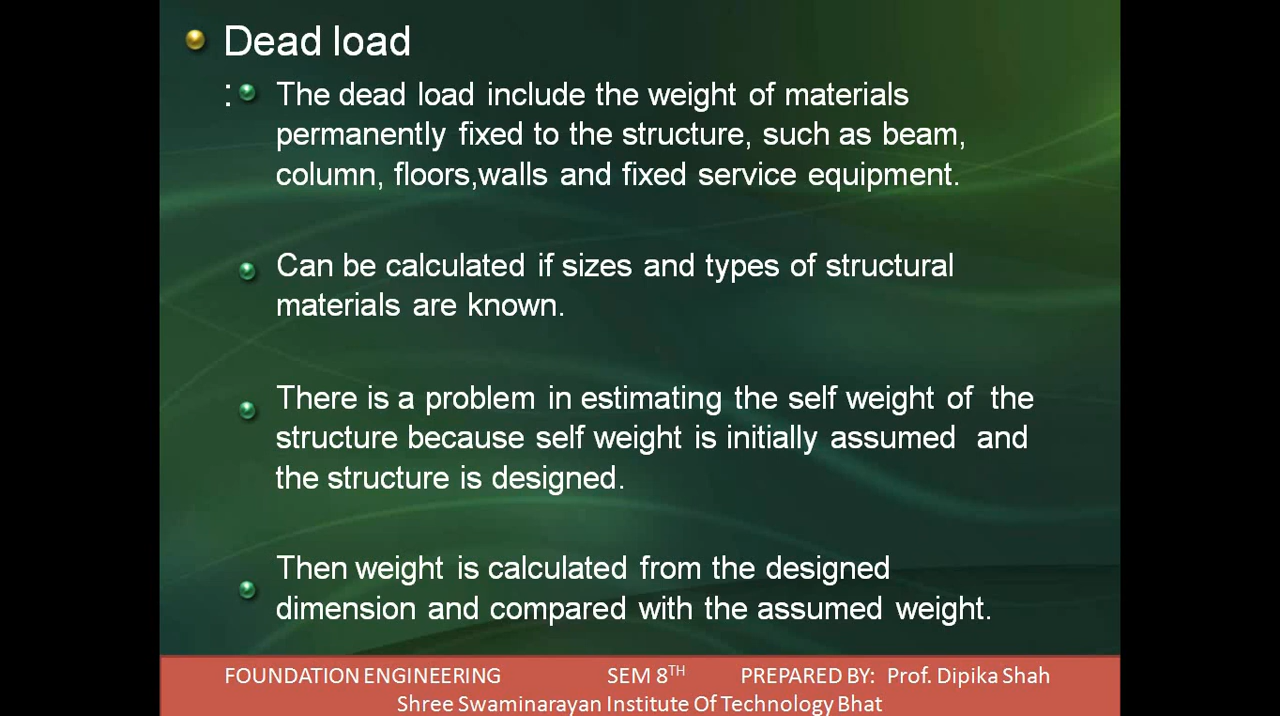 Dead load
:
The dead load include the weight of materials
permanently fixed to the structure, such as beam,
column, floors,walls and fixed service equipment.
Can be calculated if sizes and types of structural
materials are known.
There is a problem in estimating the self weight of the
structure because self weight is initially assumed and
the structure is designed.
Then weight is calculated from the designed
dimension and compared with the assumed weight.
FOUNDATION ENGINEERING SEM 8TH PREPARED BY: Prof. Dipika Shah
Shree Swaminarayan Institute Of Technology Bhat